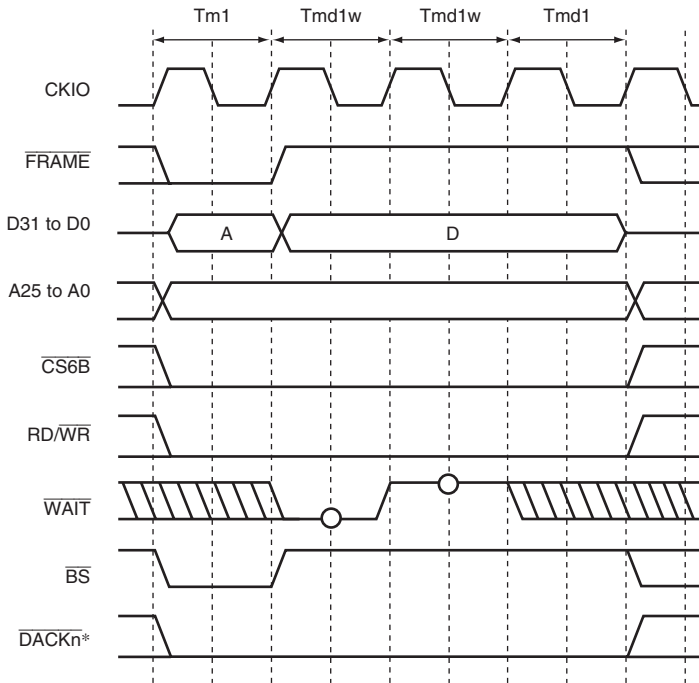 Tm1 Tmd1w Tmd1w Tmd1
CKIO
FRAME
D31 to D0 A D
A25 to A0
CS6B
RD/WR
WAIT
BS
DACKn*